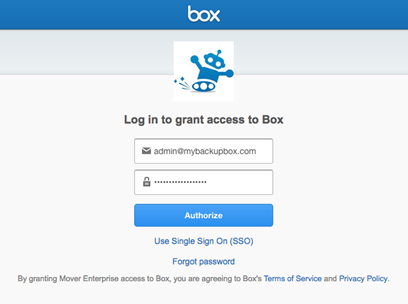 box
Log in to grant access to Box
admin@mybackupbox.com
•••••••••••••••••
Authorize
Use Single Sign On (SSO)
Forgot password
By granting Mover Enterprise access to Box, you are agreeing to Box's Terms of Service and Privacy Policy.